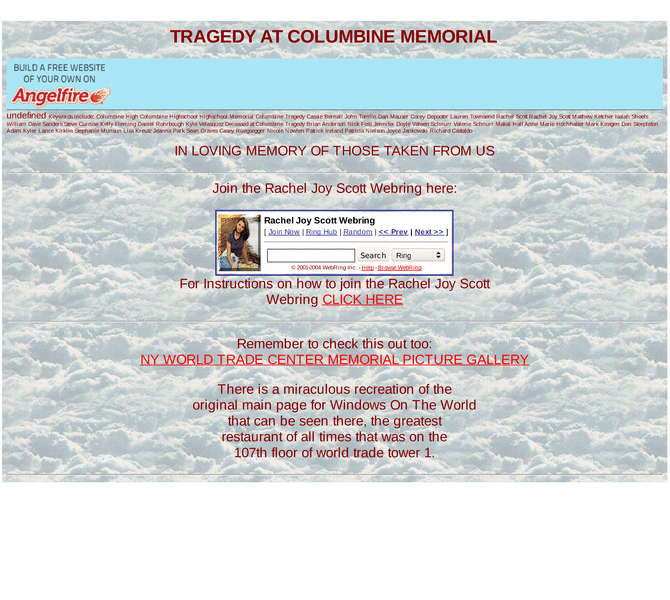 TRAGEDY AT COLUMBINE MEMORIAL
BUILD A FREE WEBSITE
OF YOUR OWN ON
Angelfire
undefined Keywords include: Columbine High Columbine Highschool Highschool Memorial Columbine Tragedy Cassie Bernall John Tomlin Dan Mauser Corey Depooter Lauren Townsend Rachel Scott Rachel Joy Scott Mathew Ketcher Isaiah Shoels
William Dave Sanders Steve Curnow Kelly Fleming Daniel Rohrbough Kyle Velasquez Deceased at Columbine Tragedy Brian Anderson Nick Fois Jennifer Doyle Valeen Schnurr Valerie Schnurr Makai Hall Anne Marie Hochhalter Mark Kinigen Dan Steepleton
Adam Kyler Lance Kirklin Stephanie Munsun Lisa Kreutz Jeanna Park Sean Graves Casey Ruegsegger Nicole Nowlen Patrick Ireland Patricia Nielson Joyce Jankowski Richard Castaldo
IN LOVING MEMORY OF THOSE TAKEN FROM US
Join the Rachel Joy Scott Webring here:
Rachel Joy Scott Webring
[ Join Now | Ring Hub | Random | << Prev | Next >> ]
Search Ring
© 2001-2004 WebRing Inc. - Help - Browse WebRing
For Instructions on how to join the Rachel Joy Scott
Webring CLICK HERE
Remember to check this out too:
NY WORLD TRADE CENTER MEMORIAL PICTURE GALLERY
There is a miraculous recreation of the
original main page for Windows On The World
that can be seen there, the greatest
restaurant of all times that was on the
107th floor of world trade tower 1.